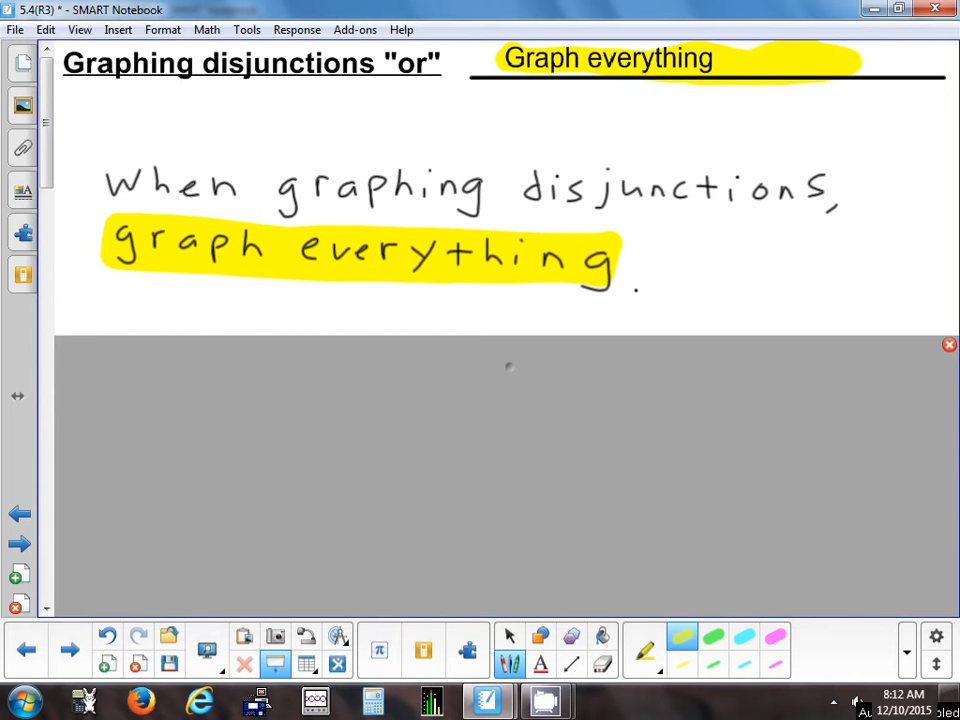 5.4(R3) * - SMART Notebook
File Edit View Insert Format Math Tools Response Add-ons Help
Graphing disjunctions "or" Graph everything
When graphing disjunctions,
graph everything.
8:12 AM
12/10/2015